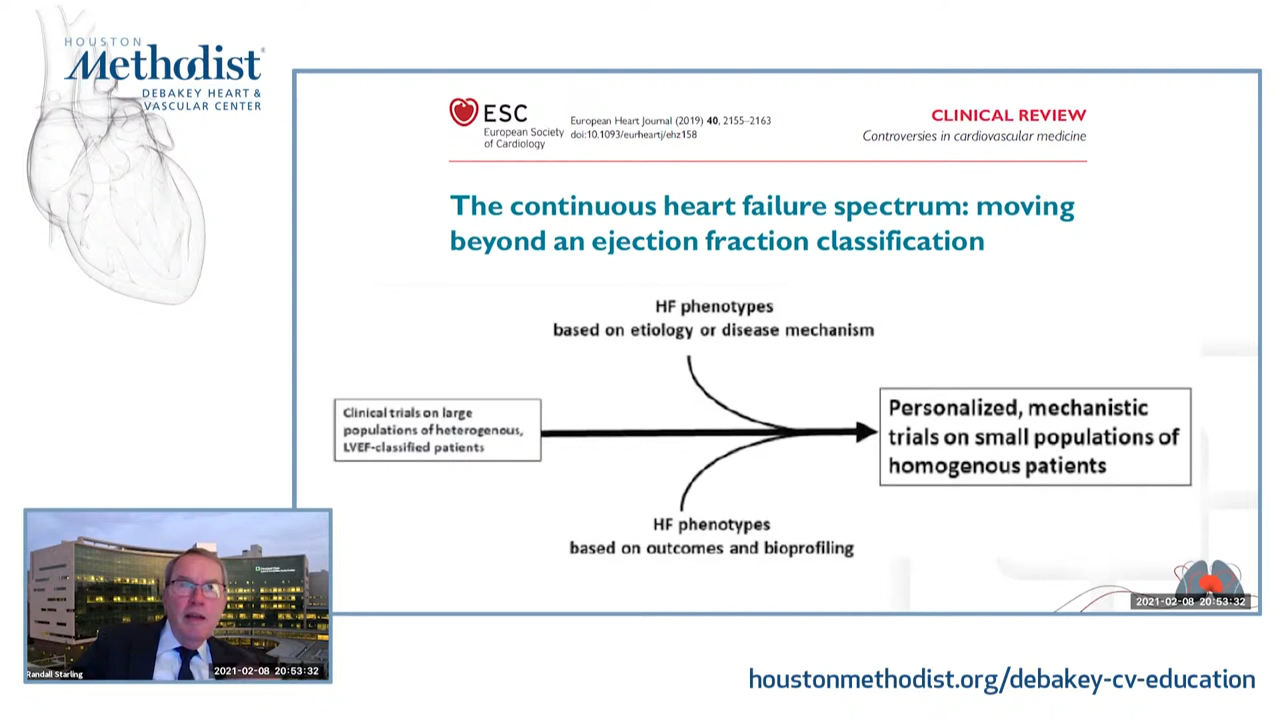 HOUSTON
Methodist
DEBAKEY HEART &
VASCULAR CENTER
ESC
European Society
of Cardiology
European Heart Journal (2019) 40, 2155–2163
doi:10.1093/eurheartj/ehz158
CLINICAL REVIEW
Controversies in cardiovascular medicine
The continuous heart failure spectrum: moving
beyond an ejection fraction classification
HF phenotypes
based on etiology or disease mechanism
Clinical trials on large
populations of heterogenous,
LVEF-classified patients
Personalized, mechanistic
trials on small populations of
homogenous patients
HF phenotypes
based on outcomes and bioprofiling
2021-02-08 20:53:32
Randall Starling
2021-02-08 20:53:32
houstonmethodist.org/debakey-cv-education